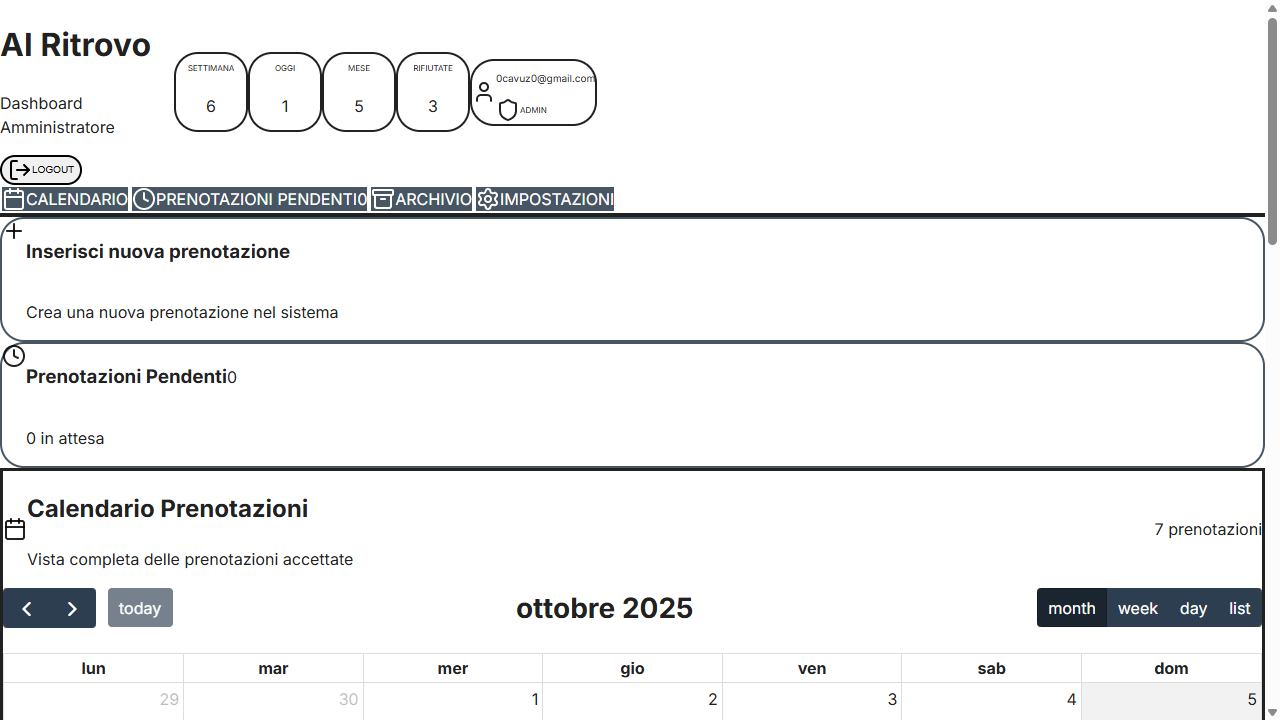 Al Ritrovo
Dashboard
Amministratore
SETTIMANA
6
OGGI
1
MESE
5
RIFIUTATE
3
0cavuz0@gmail.com
ADMIN
LOGOUT
CALENDARIO PRENOTAZIONI PENDENTI0 ARCHIVIO IMPOSTAZIONI
Inserisci nuova prenotazione
Crea una nuova prenotazione nel sistema
Prenotazioni Pendenti0
0 in attesa
Calendario Prenotazioni
7 prenotazioni
Vista completa delle prenotazioni accettate
today ottobre 2025 month week day list
lun mar mer gio ven sab dom
29 30 1 2 3 4 5